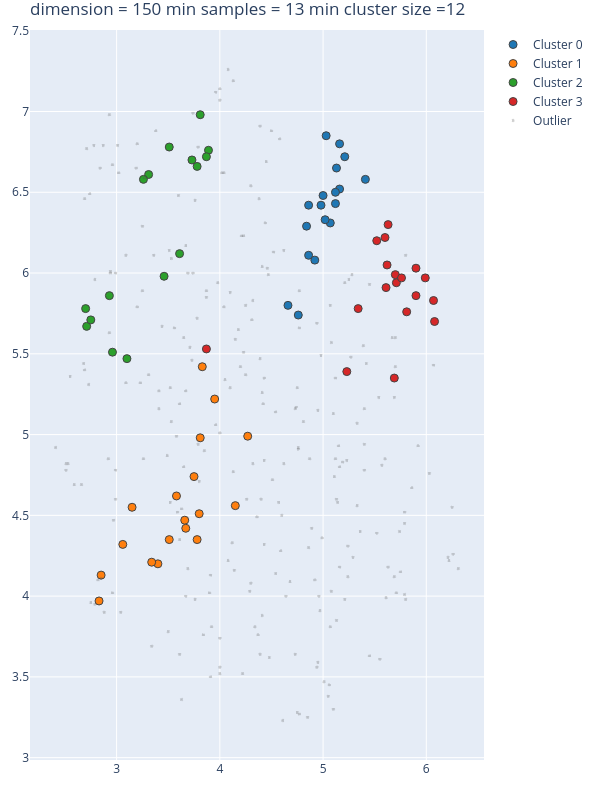 dimension = 150 min samples = 13 min cluster size =12
7.5
7
6.5
6
5.5
5
4.5
4
3.5
3
3 4 5 6
Cluster 0
Cluster 1
Cluster 2
Cluster 3
Outlier